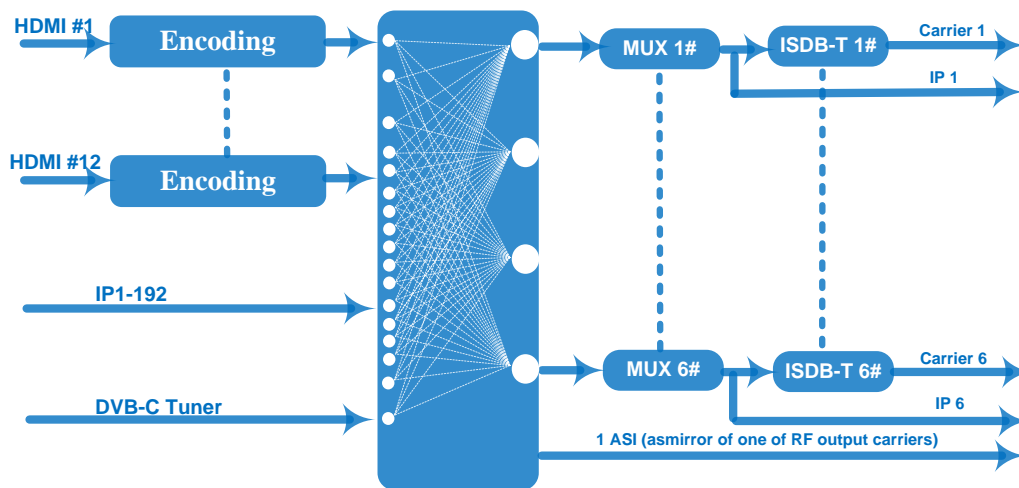 HDMI #1
Encoding
MUX 1#
ISDB-T 1#
Carrier 1
IP 1
HDMI #12
Encoding
IP1-192
DVB-C Tuner
MUX 6#
ISDB-T 6#
Carrier 6
IP 6
1 ASI (asmirror of one of RF output carriers)